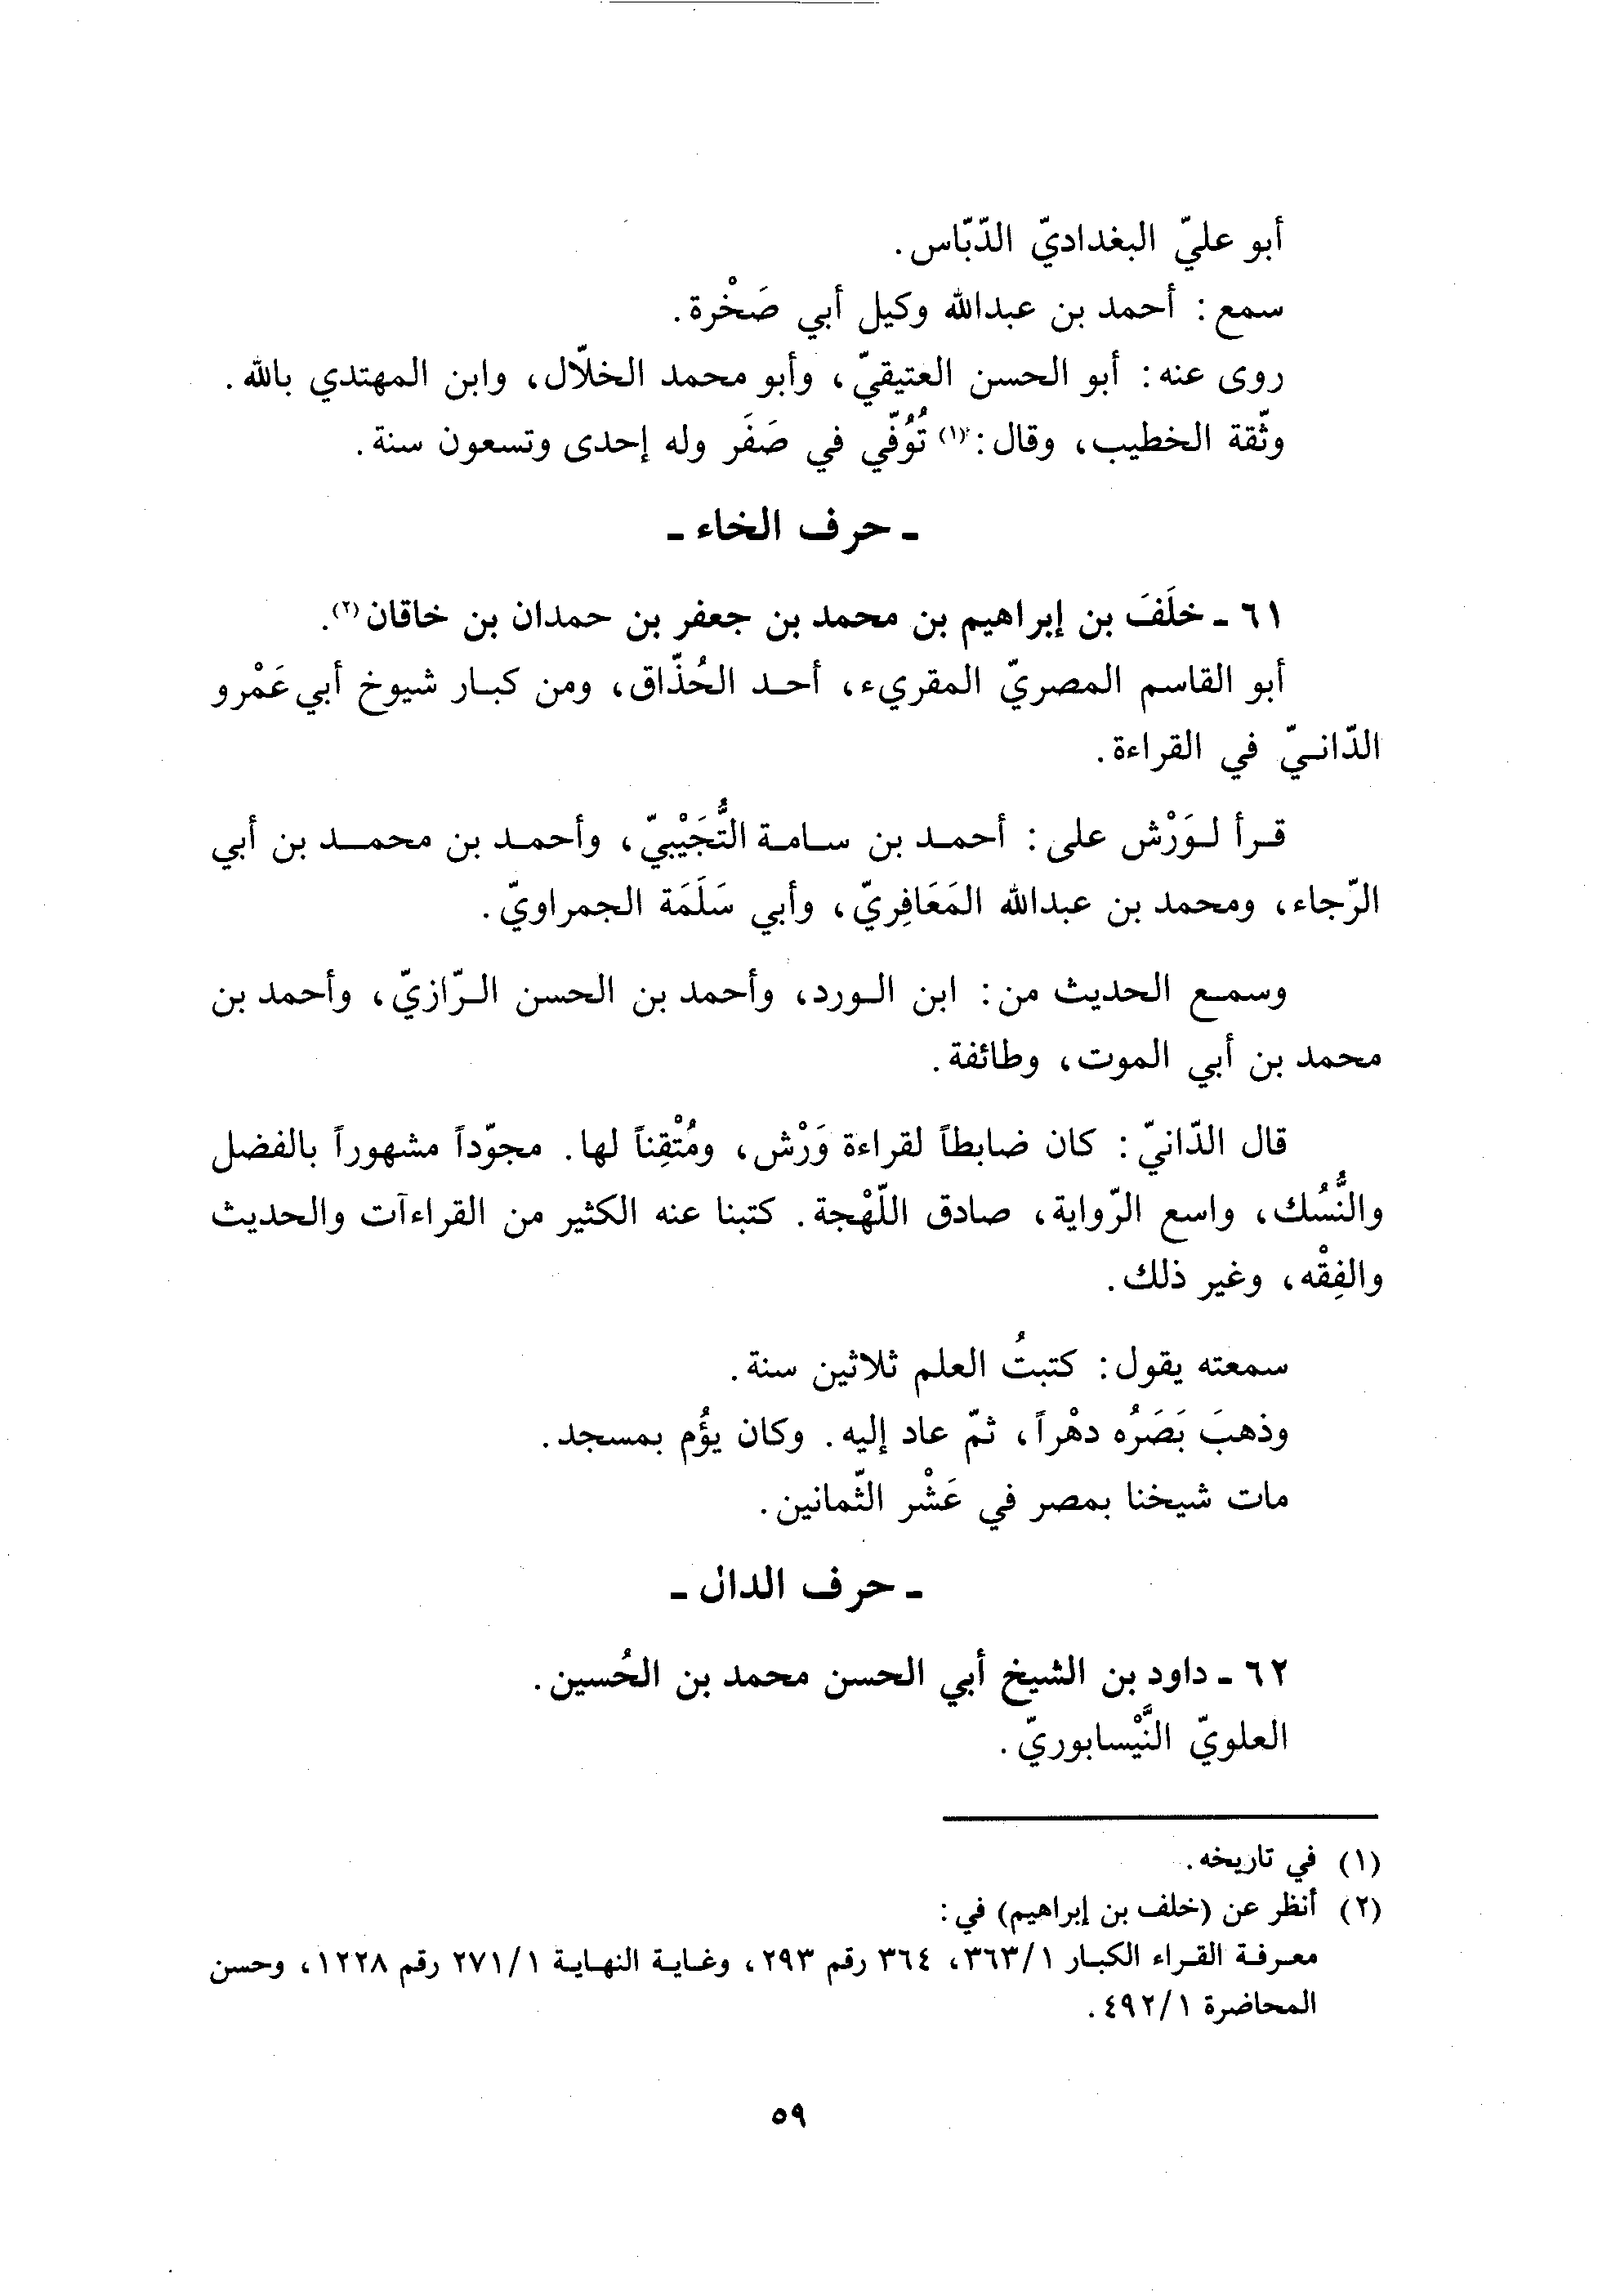 أبو عليّ البغداديّ الدّبّاس.
سمع: أحمد بن عبدالله وكيل أبي صَخْرة.
روى عنه: أبو الحسن العتيقيّ، وأبو محمد الخلّال، وابن المهتدي بالله.
وثّقة الخطيب، وقال:(١) تُوُفّي في صَفَر وله إحدى وتسعون سنة.
ـ حرف الخاء ـ
٦١ ـ خلَفَ بن إبراهيم بن محمد بن جعفر بن حمدان بن خاقان(٢).
أبو القاسم المصريّ المقريء، أحد الحُذّاق، ومن كبار شيوخ أبي عَمْرو
الدّانيّ في القراءة.
قرأ لوَرْش على: أحمد بن سامة التُّجَيْبيّ، وأحمد بن محمد بن أبي
الرّجاء، ومحمد بن عبدالله المَعَافِريّ، وأبي سَلَمَة الجمراويّ.
وسمع الحديث من: ابن الورد، وأحمد بن الحسن الرّازيّ، وأحمد بن
محمد بن أبي الموت، وطائفة.
قال الدّانيّ: كان ضابطاً لقراءة وَرْش، ومُتْقِناً لها. مجوّداً مشهوراً بالفضل
والنُّسُك، واسع الرّواية، صادق اللّهْجة. كتبنا عنه الكثير من القراءآت والحديث
والفِقْه، وغير ذلك.
سمعته يقول: كتبتُ العلم ثلاثين سنة.
وذهبَ بَصَرُه دهْراً، ثمّ عاد إليه. وكان يؤُم بمسجد.
مات شيخنا بمصر في عَشْر الثّمانين.
ـ حرف الدال ـ
٦٢ ـ داود بن الشيخ أبي الحسن محمد بن الحُسين.
العلويّ النَّيْسابوريّ.
(١) في تاريخه.
(٢) أنظر عن (خلف بن إبراهيم) في:
معرفة القراء الكبار ٣٦٣/١، ٣٦٤ رقم ٢٩٣، وغاية النهاية ٢٧١/١ رقم ١٢٢٨، وحسن
المحاضرة ٤٩٢/١.
٥٩